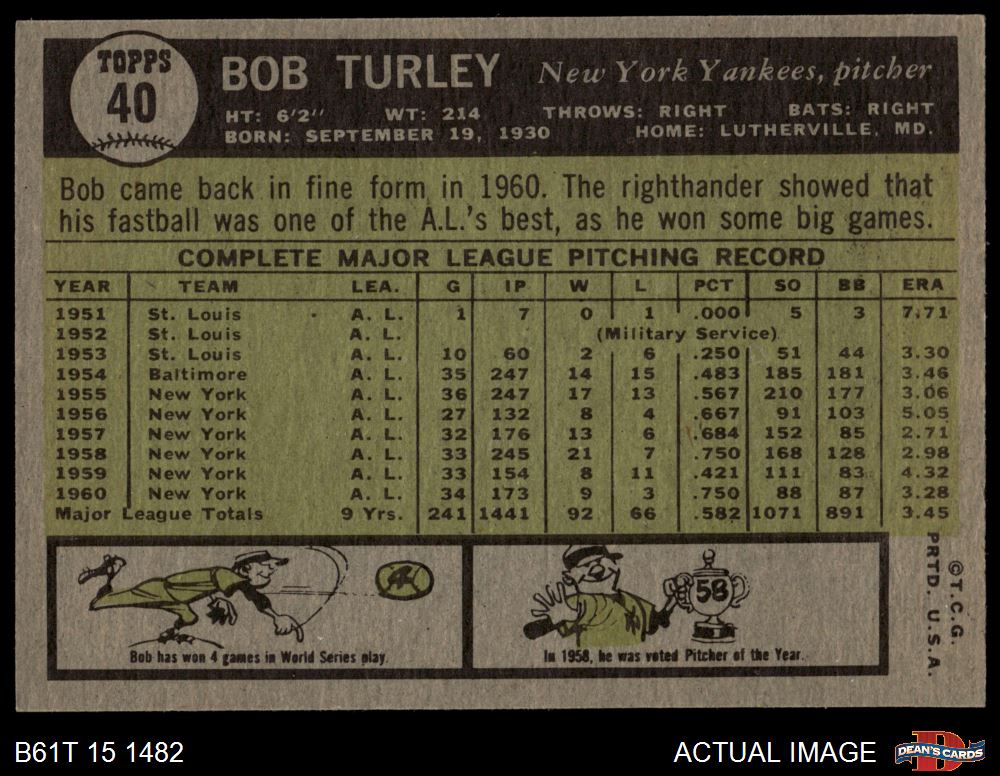 TOPPS
40
BOB TURLEY New York Yankees, pitcher
HT: 6'2" WT: 214 THROWS: RIGHT BATS: RIGHT
BORN: SEPTEMBER 19, 1930 HOME: LUTHERVILLE, MD.
Bob came back in fine form in 1960. The righthander showed that
his fastball was one of the A.L.'s best, as he won some big games.
COMPLETE MAJOR LEAGUE PITCHING RECORD
YEAR TEAM LEA. G IP W L PCT SO BB ERA
1951 St. Louis A. L. 1 7 0 1 .000 5 3 7.71
1952 St. Louis A. L. (Military Service)
1953 St. Louis A. L. 10 60 2 6 .250 51 44 3.30
1954 Baltimore A. L. 35 247 14 15 .483 185 181 3.46
1955 New York A. L. 36 247 17 13 .567 210 177 3.06
1956 New York A. L. 27 132 8 4 .667 91 103 5.05
1957 New York A. L. 32 176 13 6 .684 152 85 2.71
1958 New York A. L. 33 245 21 7 .750 168 128 2.98
1959 New York A. L. 33 154 8 11 .421 111 83 4.32
1960 New York A. L. 34 173 9 3 .750 88 87 3.28
Major League Totals 9 Yrs. 241 1441 92 66 .582 1071 891 3.45
Bob has won 4 games in World Series play.
58
In 1958, he was voted Pitcher of the Year.
©T.C.G.
PRTD. U.S.A.
B61T 15 1482
ACTUAL IMAGE
DEAN'S CARDS